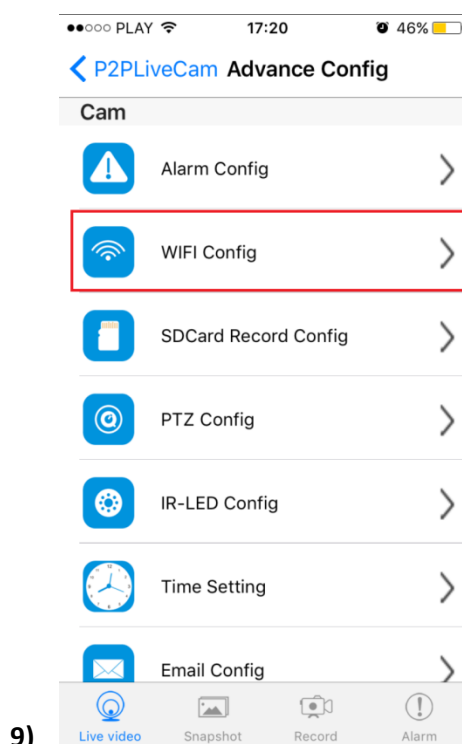 PLAY 17:20 46%
P2PLiveCam Advance Config
Cam
Alarm Config
WIFI Config
SDCard Record Config
PTZ Config
IR-LED Config
Time Setting
Email Config
Live video Snapshot Record Alarm
9)